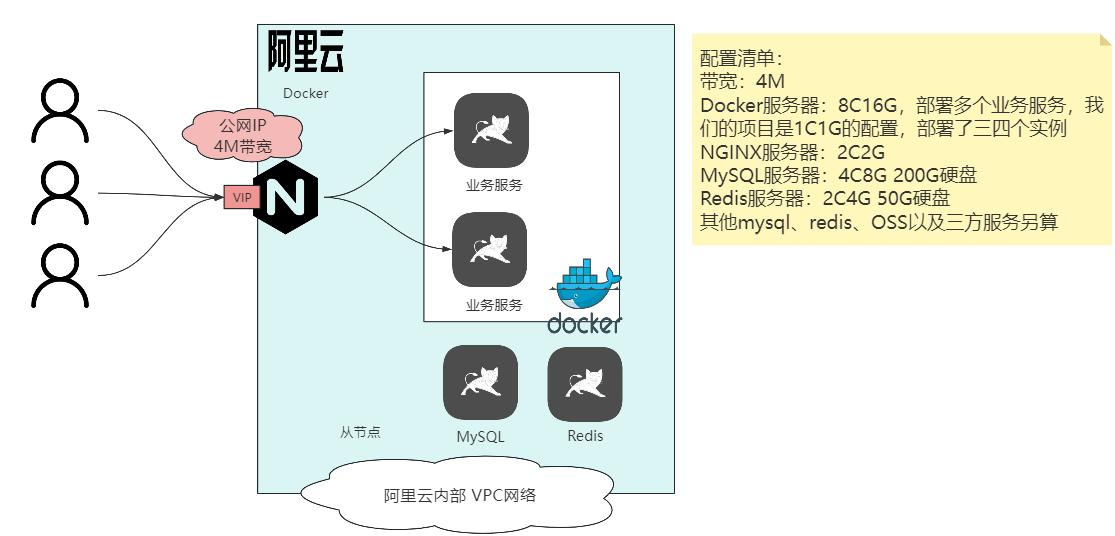 阿里云
Docker
公网IP
4M带宽
VIP
N
业务服务
业务服务
docker
MySQL
Redis
从节点
阿里云内部 VPC网络
配置清单：
带宽：4M
Docker服务器：8C16G，部署多个业务服务，我
们的项目是1C1G的配置，部署了三四个实例
NGINX服务器：2C2G
MySQL服务器：4C8G 200G硬盘
Redis服务器：2C4G 50G硬盘
其他mysql、redis、OSS以及三方服务另算